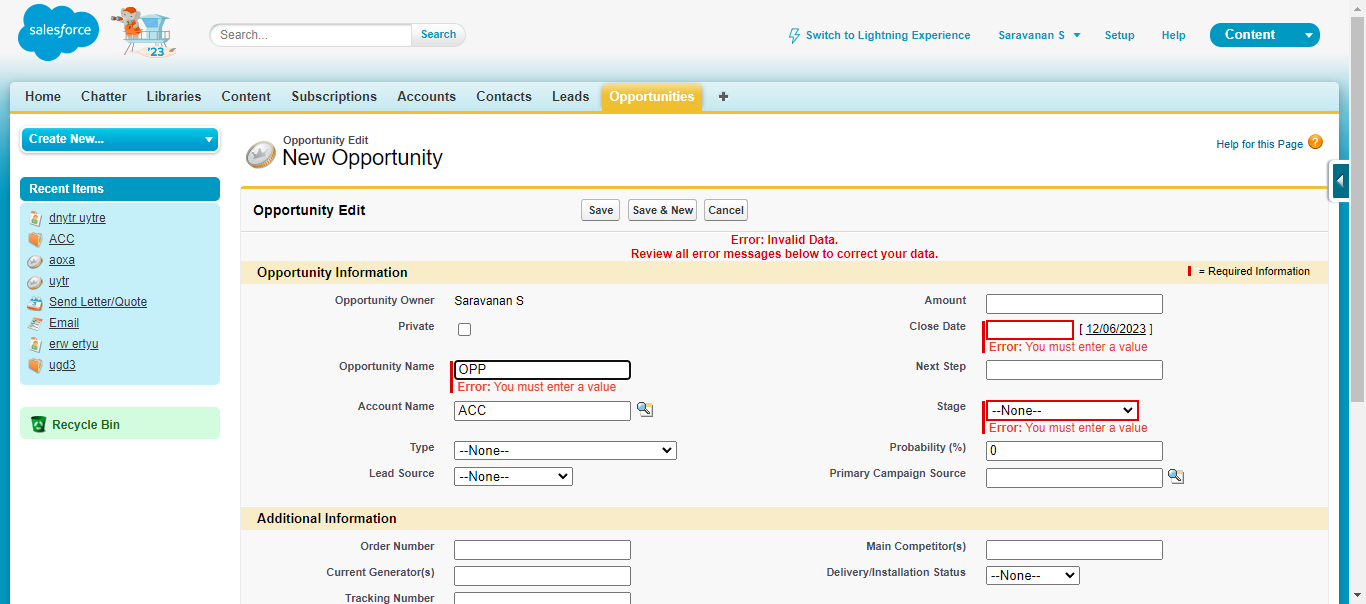 salesforce
'23
Search...
Search
Switch to Lightning Experience
Saravanan S
Setup
Help
Content
Home
Chatter
Libraries
Content
Subscriptions
Accounts
Contacts
Leads
Opportunities
+
Create New...
Recent Items
dnytr uytre
ACC
aoxa
uytr
Send Letter/Quote
Email
erw ertyu
ugd3
Recycle Bin
Opportunity Edit
New Opportunity
Help for this Page ?
Opportunity Edit
Save
Save & New
Cancel
Error: Invalid Data.
Review all error messages below to correct your data.
Opportunity Information
= Required Information
Opportunity Owner Saravanan S
Amount
Private
Close Date [ 12/06/2023 ]
Error: You must enter a value
Opportunity Name OPP
Error: You must enter a value
Next Step
Account Name ACC
Stage --None--
Error: You must enter a value
Type --None--
Probability (%) 0
Lead Source --None--
Primary Campaign Source
Additional Information
Order Number
Main Competitor(s)
Current Generator(s)
Delivery/Installation Status --None--
Tracking Number